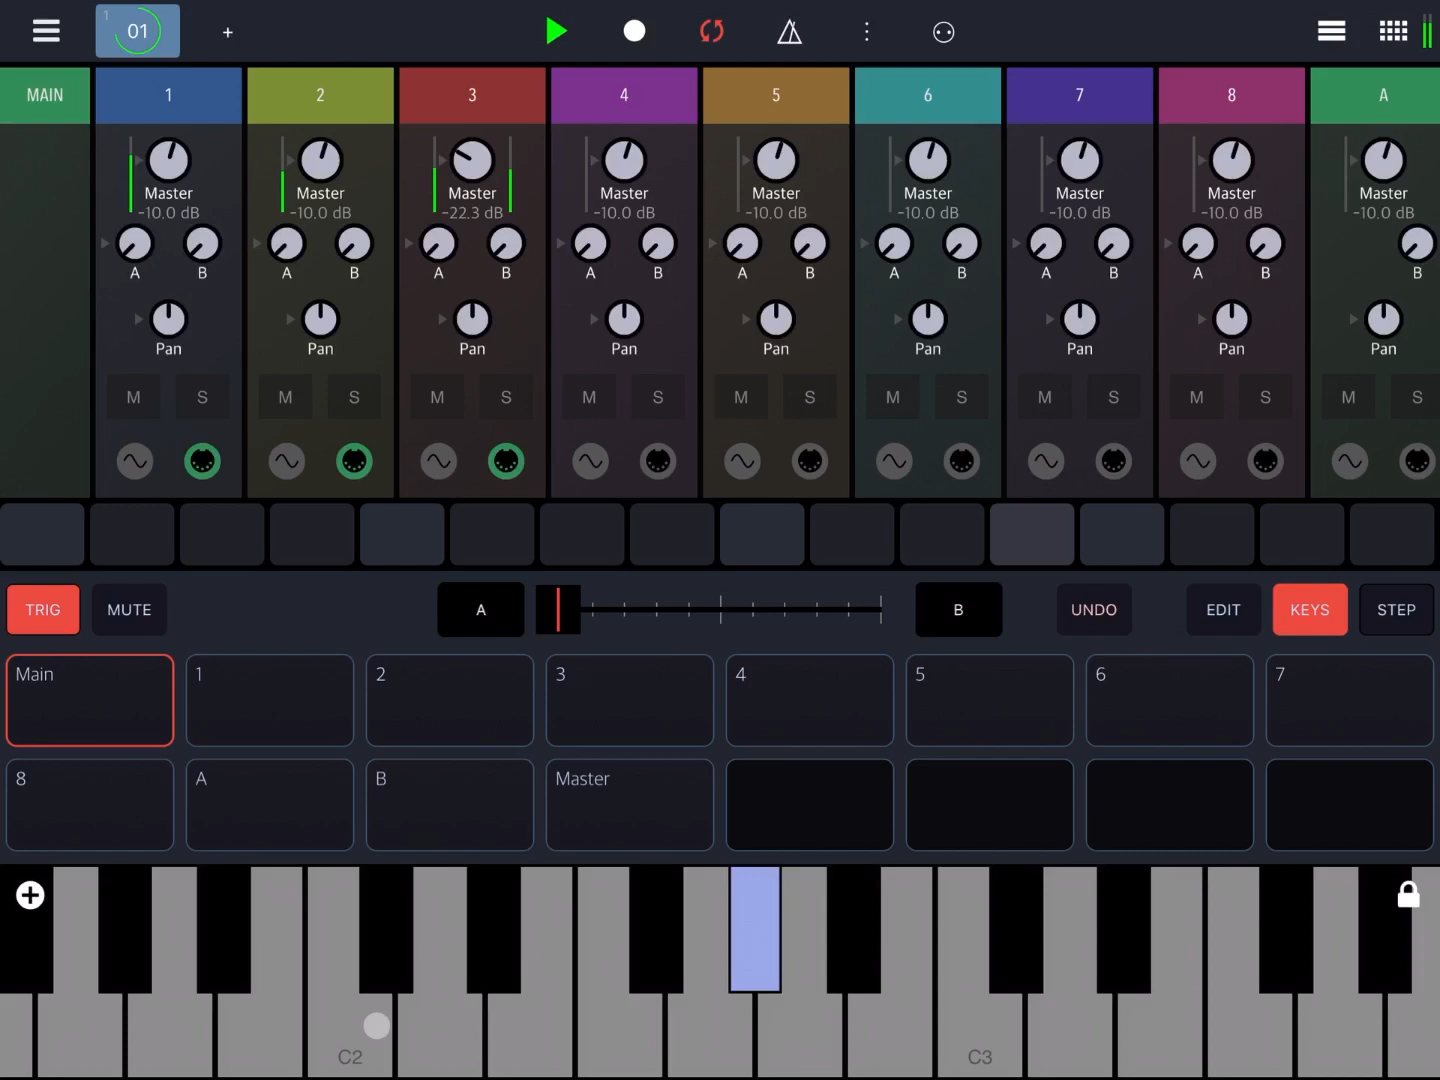 1
01
+
MAIN 1 2 3 4 5 6 7 8 A
Master Master Master Master Master Master Master Master Master
-10.0 dB -10.0 dB -22.3 dB -10.0 dB -10.0 dB -10.0 dB -10.0 dB -10.0 dB -10.0 dB
A B A B A B A B A B A B A B A B B
Pan Pan Pan Pan Pan Pan Pan Pan Pan
M S M S M S M S M S M S M S M S M S
TRIG MUTE A B UNDO EDIT KEYS STEP
Main 1 2 3 4 5 6 7
8 A B Master
C2 C3